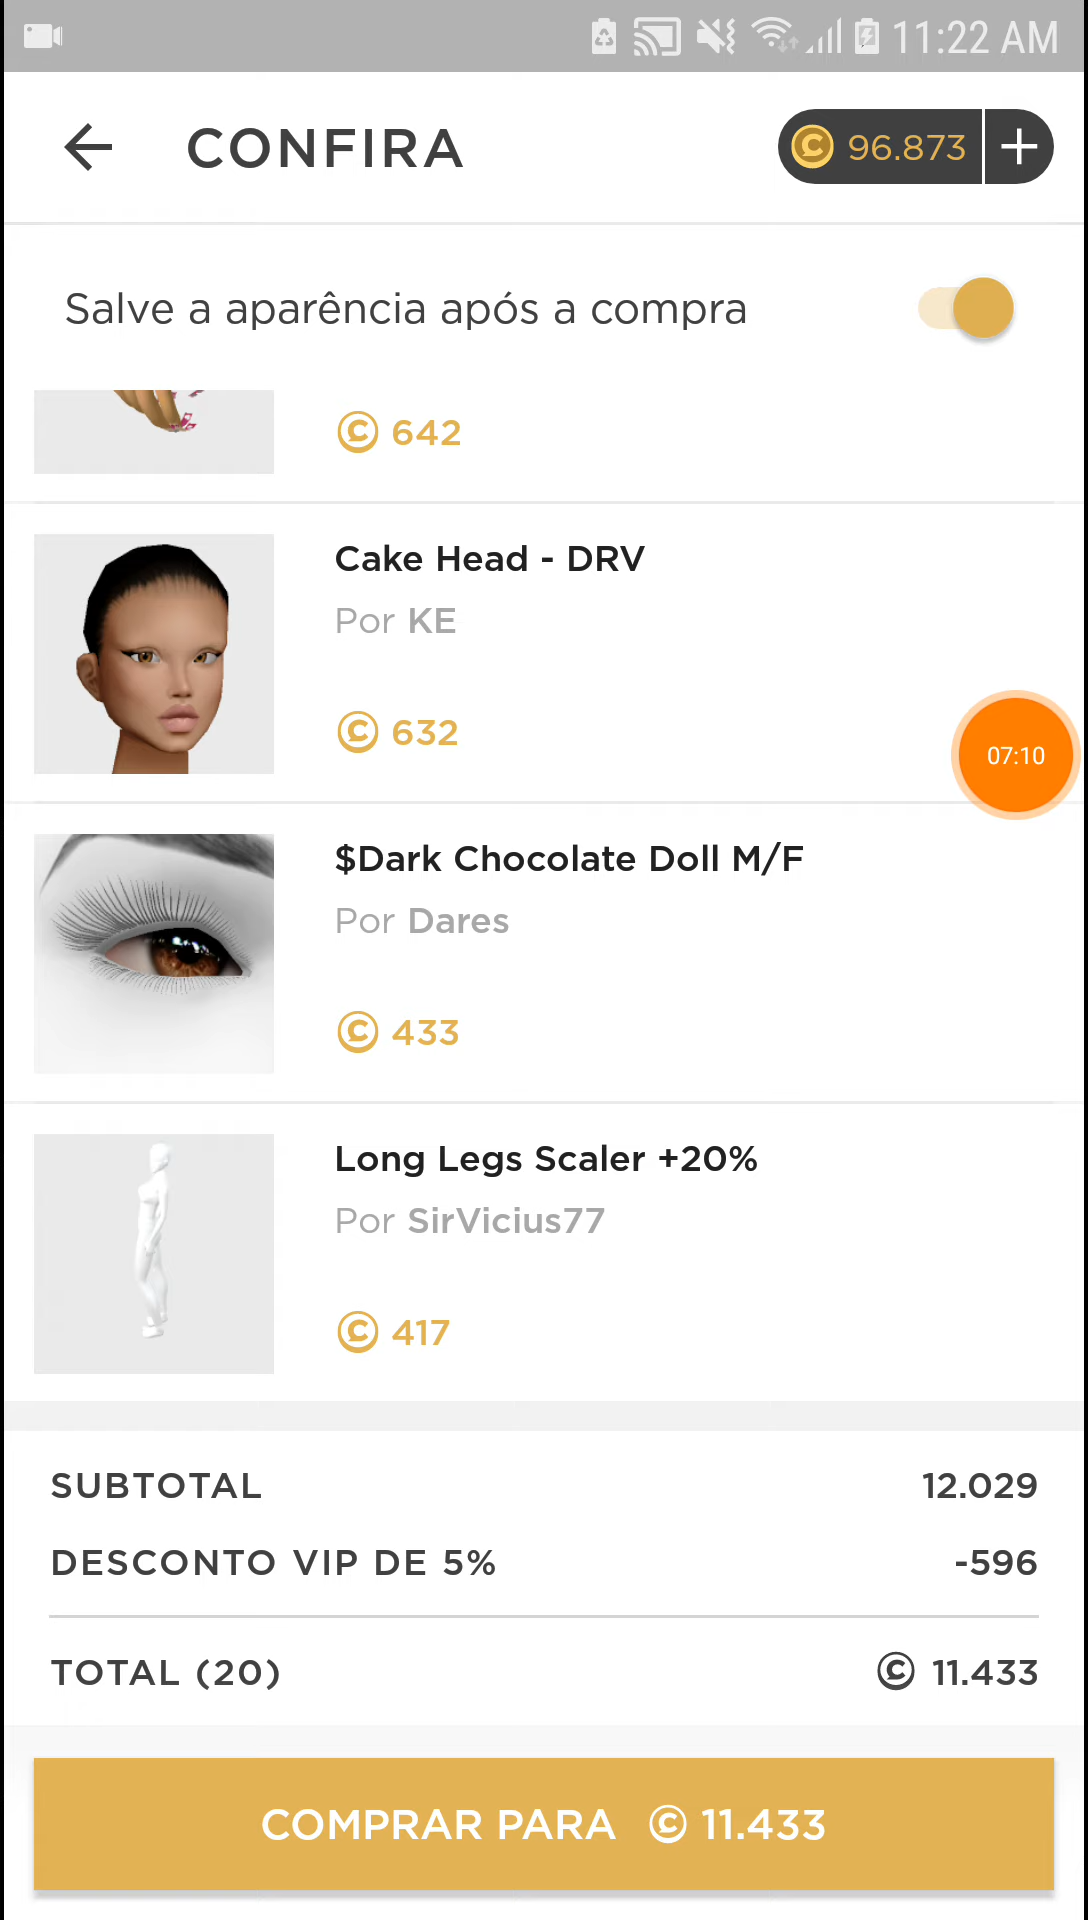 11:22 AM
CONFIRA
96.873
Salve a aparência após a compra
642
Cake Head - DRV
Por KE
632
07:10
$Dark Chocolate Doll M/F
Por Dares
433
Long Legs Scaler +20%
Por SirVicius77
417
SUBTOTAL 12.029
DESCONTO VIP DE 5% -596
TOTAL (20) 11.433
COMPRAR PARA 11.433